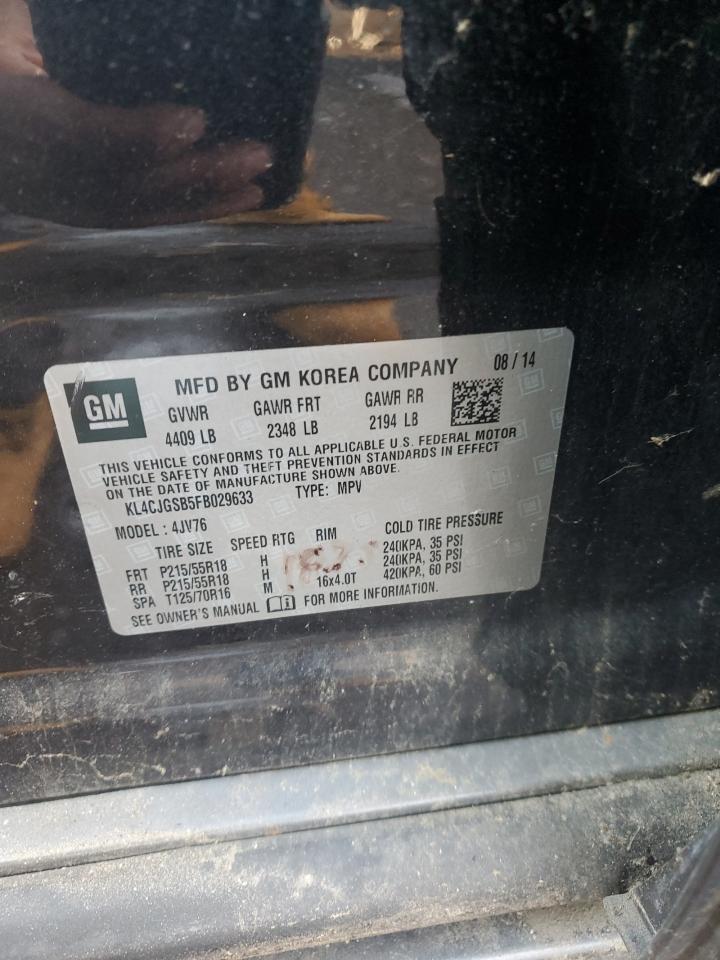 GM
MFD BY GM KOREA COMPANY 08 / 14
GVWR GAWR FRT GAWR RR
4409 LB 2348 LB 2194 LB
THIS VEHICLE CONFORMS TO ALL APPLICABLE U.S. FEDERAL MOTOR
VEHICLE SAFETY AND THEFT PREVENTION STANDARDS IN EFFECT
ON THE DATE OF MANUFACTURE SHOWN ABOVE.
KL4CJGSB5FB029633 TYPE: MPV
MODEL: 4JV76
TIRE SIZE SPEED RTG RIM COLD TIRE PRESSURE
FRT P215/55R18 H 240KPA, 35 PSI
RR P215/55R18 H 240KPA, 35 PSI
SPA T125/70R16 M 16x4.0T 420KPA, 60 PSI
SEE OWNER'S MANUAL FOR MORE INFORMATION.